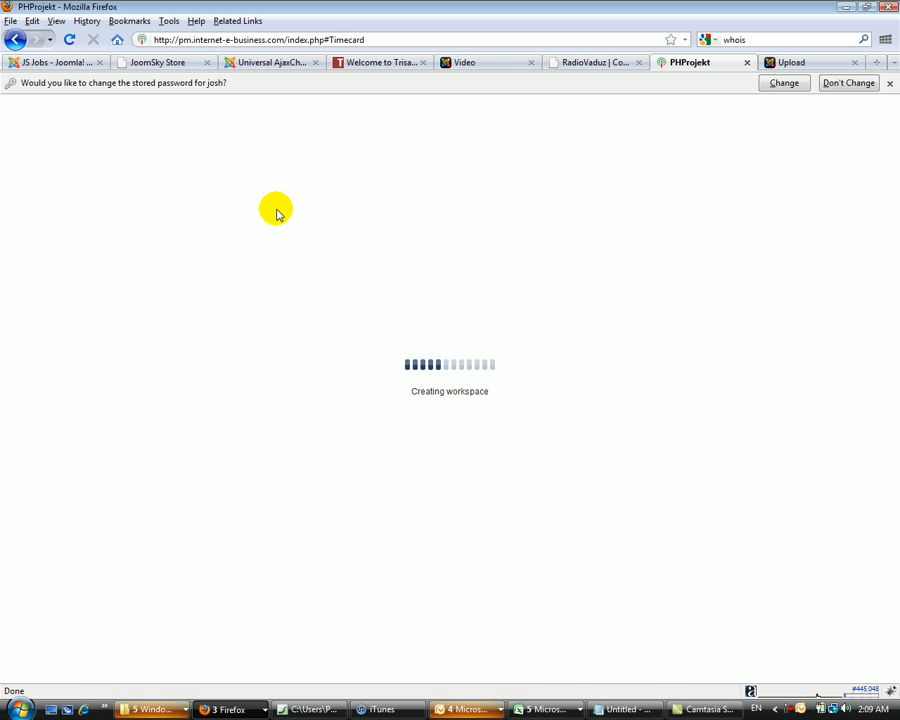 PHProjekt - Mozilla Firefox
File Edit View History Bookmarks Tools Help Related Links
http://pm.internet-e-business.com/index.php#Timecard
whois
JS Jobs - Joomla! ...
JoomSky Store
Universal AjaxCh...
Welcome to Trisa...
Video
RadioVaduz | Co...
PHProjekt
Upload
Would you like to change the stored password for josh?
Change
Don't Change
Creating workspace
Done
#445,048
5 Windo...
3 Firefox
C:\Users\P...
iTunes
4 Micros...
5 Micros...
Untitled - ...
Camtasia S...
EN
2:09 AM